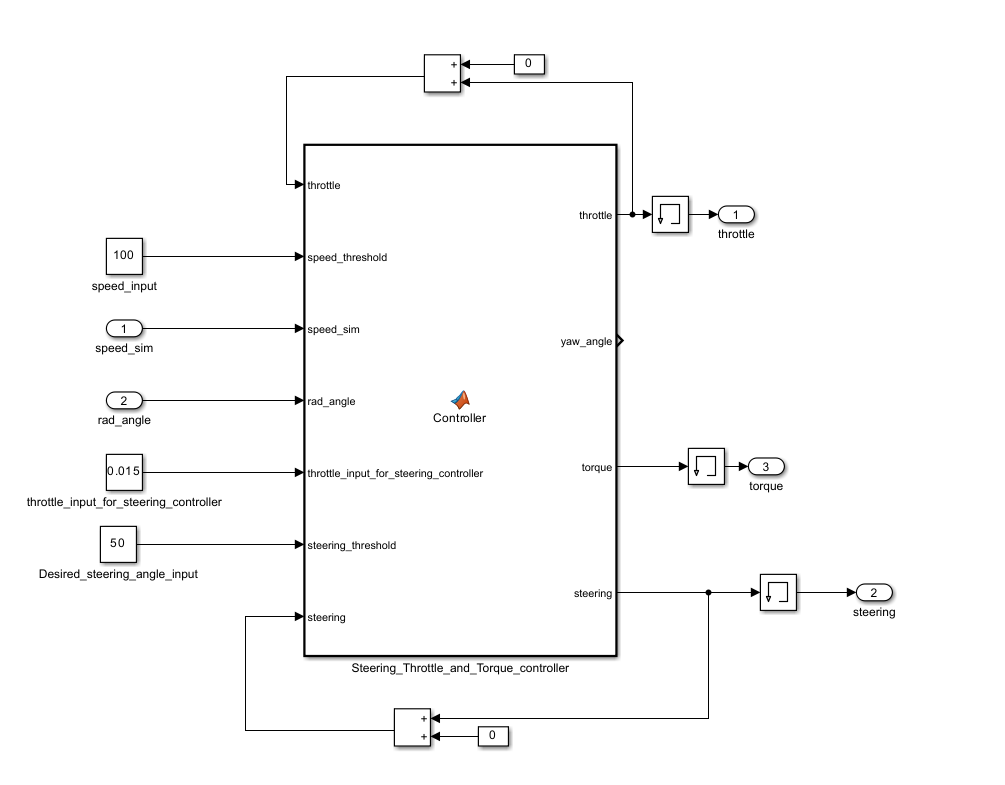 +
+
0
throttle
throttle
1
throttle
100
speed_threshold
speed_input
1
speed_sim
speed_sim
yaw_angle
2
rad_angle
rad_angle
Controller
0.015
throttle_input_for_steering_controller
throttle_input_for_steering_controller
torque
3
torque
50
steering_threshold
Desired_steering_angle_input
steering
2
steering
steering
Steering_Throttle_and_Torque_controller
+
+
0